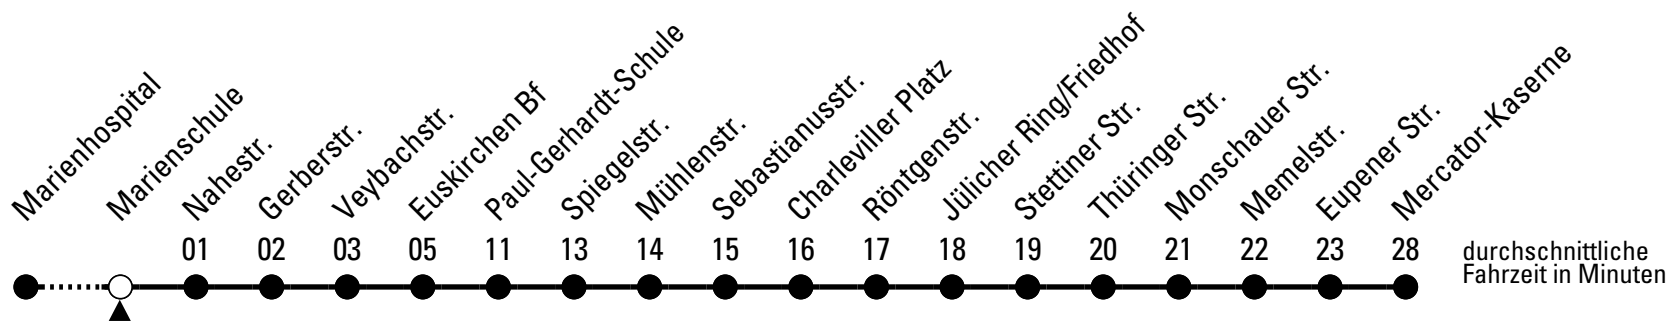 Marienhospital
Marienschule
Nahestr.
Gerberstr.
Veybachstr.
Euskirchen Bf
Paul-Gerhardt-Schule
Spiegelstr.
Mühlenstr.
Sebastianusstr.
Charleviller Platz
Röntgenstr.
Jülicher Ring/Friedhof
Stettiner Str.
Thüringer Str.
Monschauer Str.
Memelstr.
Eupener Str.
Mercator-Kaserne
01 02 03 05 11 13 14 15 16 17 18 19 20 21 22 23 28
durchschnittliche
Fahrzeit in Minuten